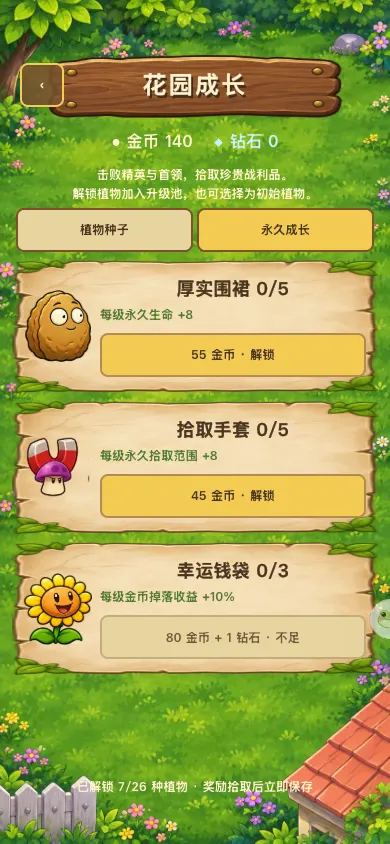 ‹
花园成长
● 金币 140 ◆ 钻石 0
击败精英与首领，拾取珍贵战利品。
解锁植物加入升级池，也可选择为初始植物。
植物种子 永久成长
厚实围裙 0/5
每级永久生命 +8
55 金币 · 解锁
拾取手套 0/5
每级永久拾取范围 +8
45 金币 · 解锁
幸运钱袋 0/3
每级金币掉落收益 +10%
80 金币 + 1 钻石 · 不足
已解锁 7/26 种植物 · 奖励拾取后立即保存